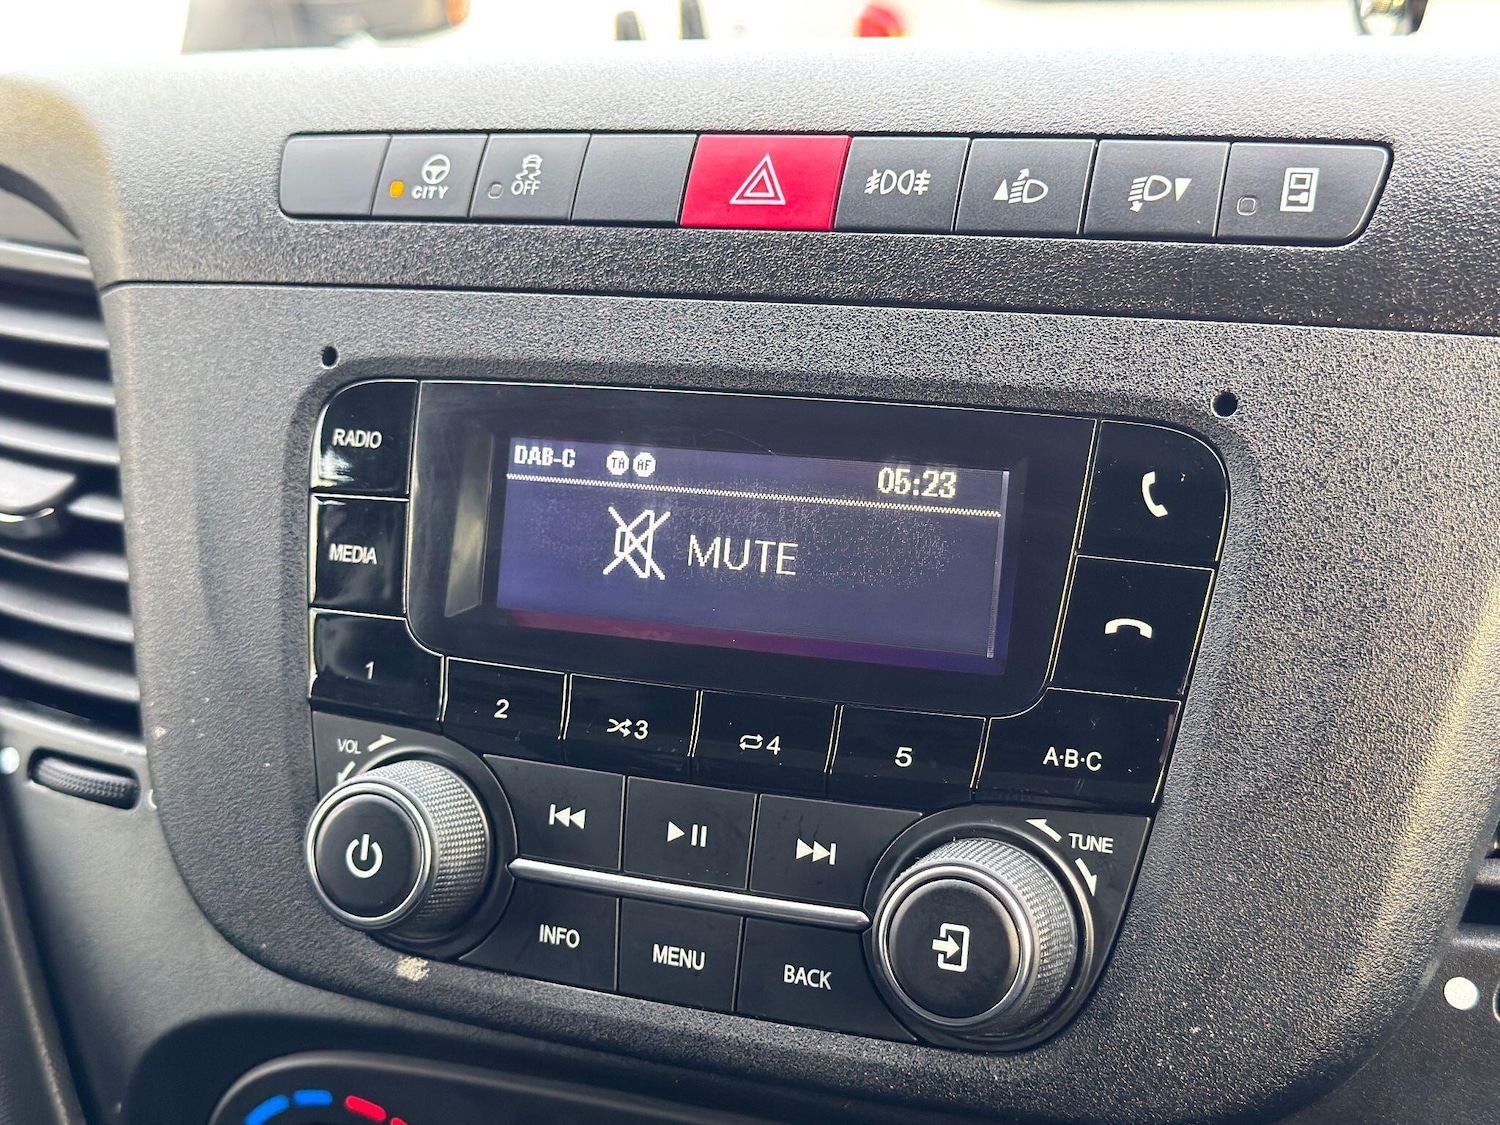 CITY
OFF
RADIO
MEDIA
DAB-C TA AF 05:23
MUTE
1
2
3
4
5
A·B·C
VOL
TUNE
INFO
MENU
BACK